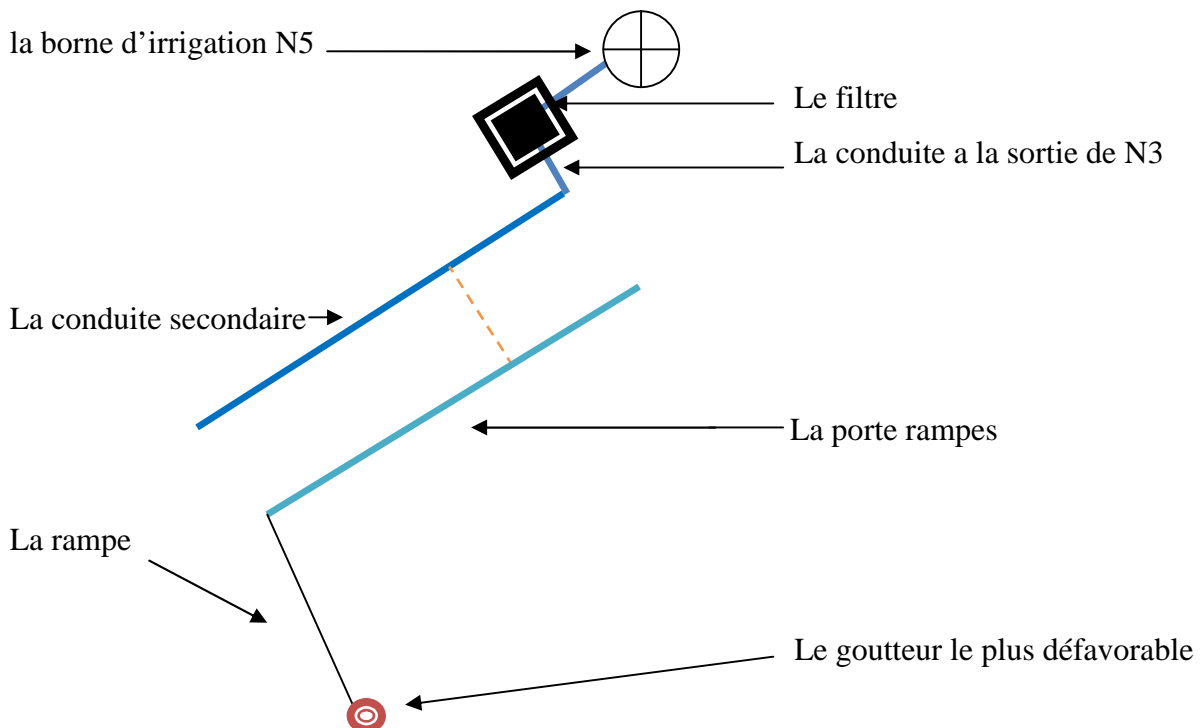 la borne d’irrigation N5
Le filtre
La conduite a la sortie de N3
La conduite secondaire
La porte rampes
La rampe
Le goutteur le plus défavorable